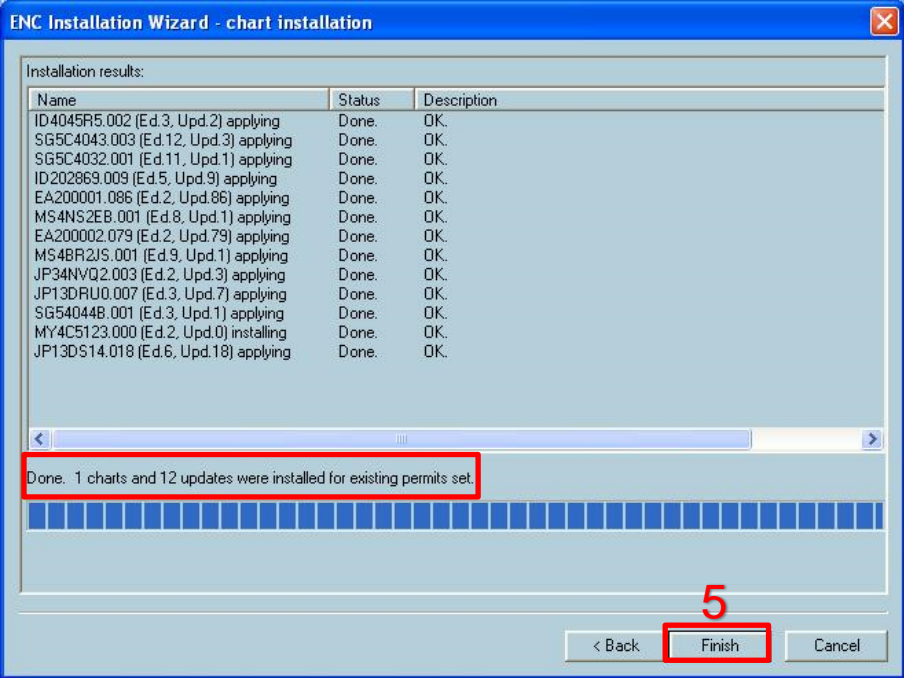 ENC Installation Wizard - chart installation
Installation results:
Name Status Description
ID4045R5.002 (Ed.3, Upd.2) applying Done. OK.
SG5C4043.003 (Ed.12, Upd.3) applying Done. OK.
SG5C4032.001 (Ed.11, Upd.1) applying Done. OK.
ID202869.009 (Ed.5, Upd.9) applying Done. OK.
EA200001.086 (Ed.2, Upd.86) applying Done. OK.
MS4NS2EB.001 (Ed.8, Upd.1) applying Done. OK.
EA200002.079 (Ed.2, Upd.79) applying Done. OK.
MS4BR2JS.001 (Ed.9, Upd.1) applying Done. OK.
JP34NVQ2.003 (Ed.2, Upd.3) applying Done. OK.
JP13DRU0.007 (Ed.3, Upd.7) applying Done. OK.
SG54044B.001 (Ed.3, Upd.1) applying Done. OK.
MY4C5123.000 (Ed.2, Upd.0) installing Done. OK.
JP13DS14.018 (Ed.6, Upd.18) applying Done. OK.
Done. 1 charts and 12 updates were installed for existing permits set.
5
< Back Finish Cancel